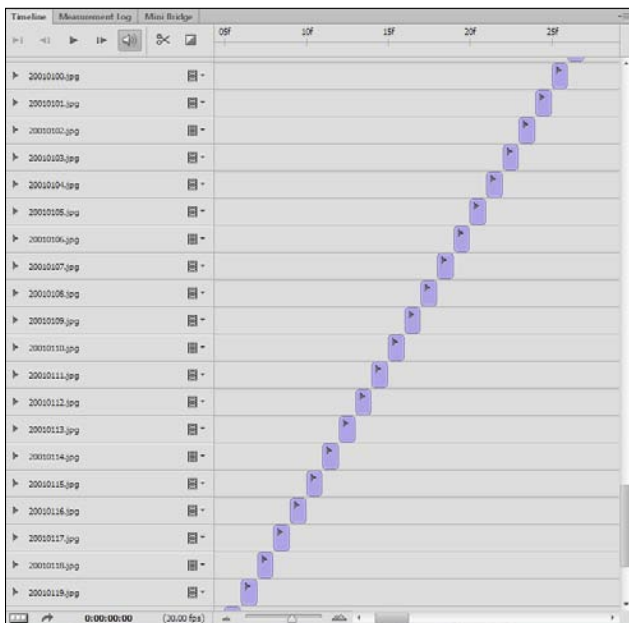 Timeline Measurement Log Mini Bridge
05f 10f 15f 20f 25f
20010100.jpg
20010101.jpg
20010102.jpg
20010103.jpg
20010104.jpg
20010105.jpg
20010106.jpg
20010107.jpg
20010108.jpg
20010109.jpg
20010110.jpg
20010111.jpg
20010112.jpg
20010113.jpg
20010114.jpg
20010115.jpg
20010116.jpg
20010117.jpg
20010118.jpg
20010119.jpg
0:00:00:00 (30.00 fps)